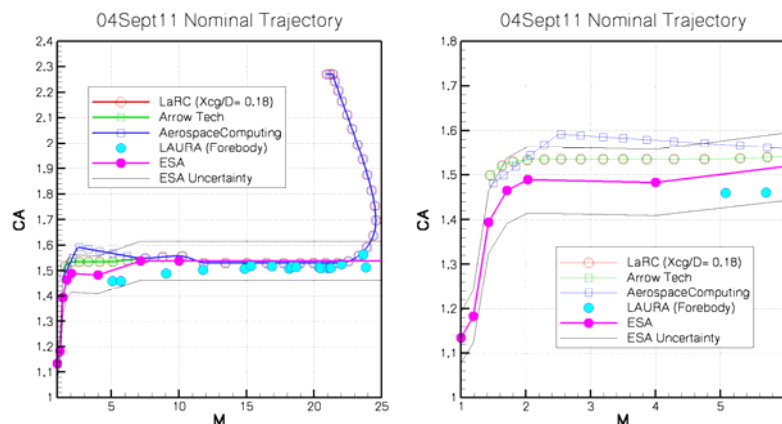 04Sept11 Nominal Trajectory
2.4
2.3
2.2
2.1
2
1.9
1.8
1.7
1.6
1.5
1.4
1.3
1.2
1.1
1
CA
LaRC (Xcg/D= 0.18)
Arrow Tech
AerospaceComputing
LAURA (Forebody)
ESA
ESA Uncertainty
5 10 15 20 25
M
04Sept11 Nominal Trajectory
1.8
1.7
1.6
1.5
1.4
1.3
1.2
1.1
1
CA
LaRC (Xcg/D= 0.18)
Arrow Tech
AerospaceComputing
LAURA (Forebody)
ESA
ESA Uncertainty
1 2 3 4 5
M